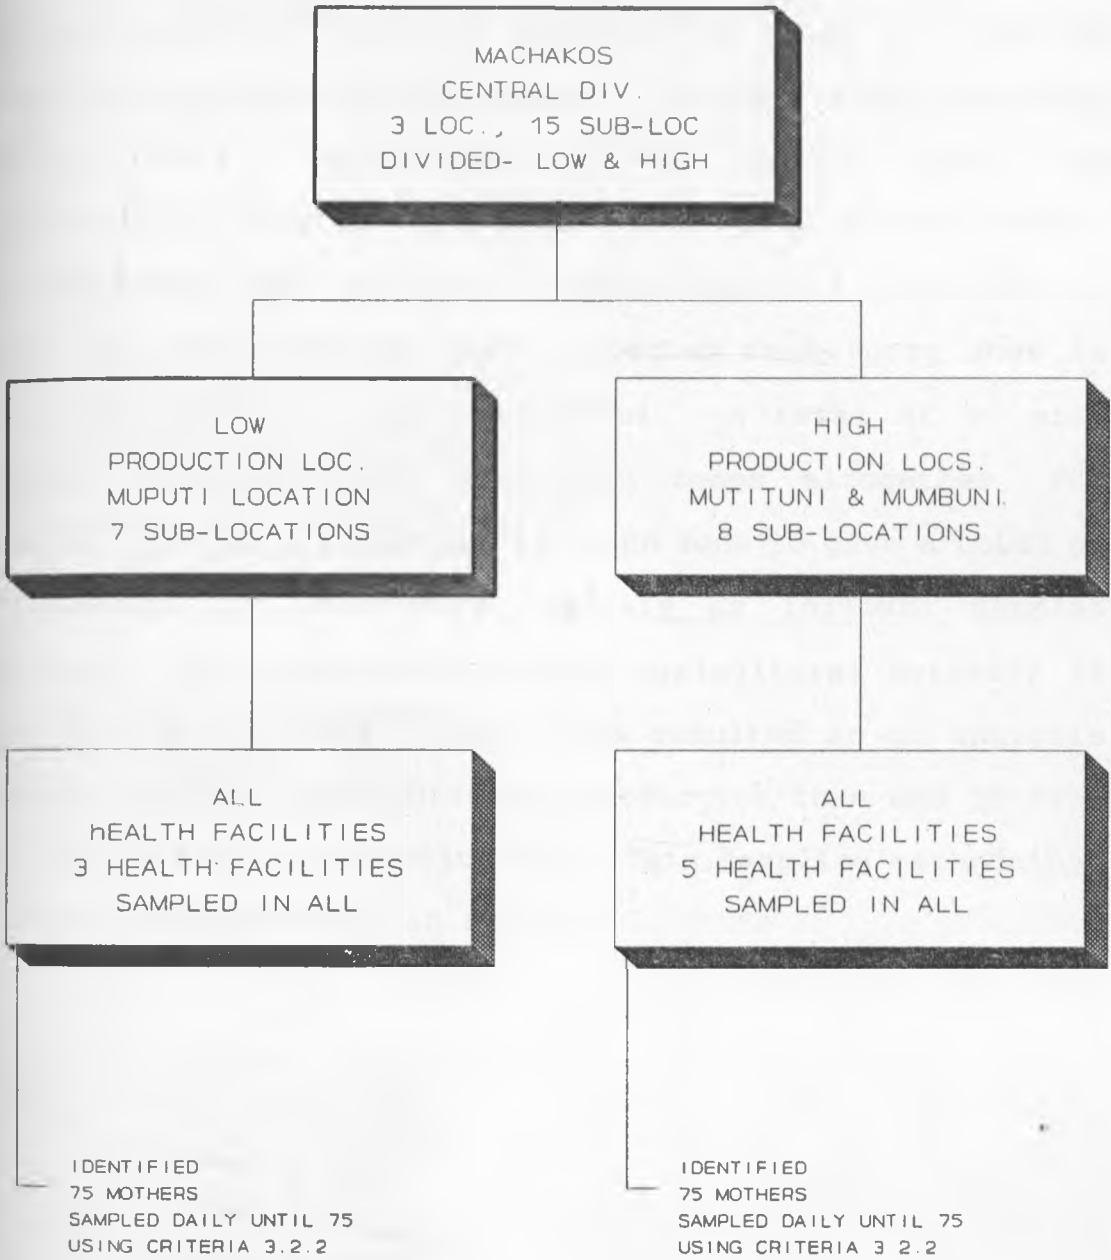 MACHAKOS
CENTRAL DIV.
3 LOC., 15 SUB-LOC
DIVIDED- LOW & HIGH
LOW
PRODUCTION LOC.
MUPUTI LOCATION
7 SUB-LOCATIONS
HIGH
PRODUCTION LOCS.
MUTITUNI & MUMBUNI.
8 SUB-LOCATIONS
ALL
hEALTH FACILITIES
3 HEALTH FACILITIES
SAMPLED IN ALL
ALL
HEALTH FACILITIES
5 HEALTH FACILITIES
SAMPLED IN ALL
IDENTIFIED
75 MOTHERS
SAMPLED DAILY UNTIL 75
USING CRITERIA 3.2.2
IDENTIFIED
75 MOTHERS
SAMPLED DAILY UNTIL 75
USING CRITERIA 3 2.2